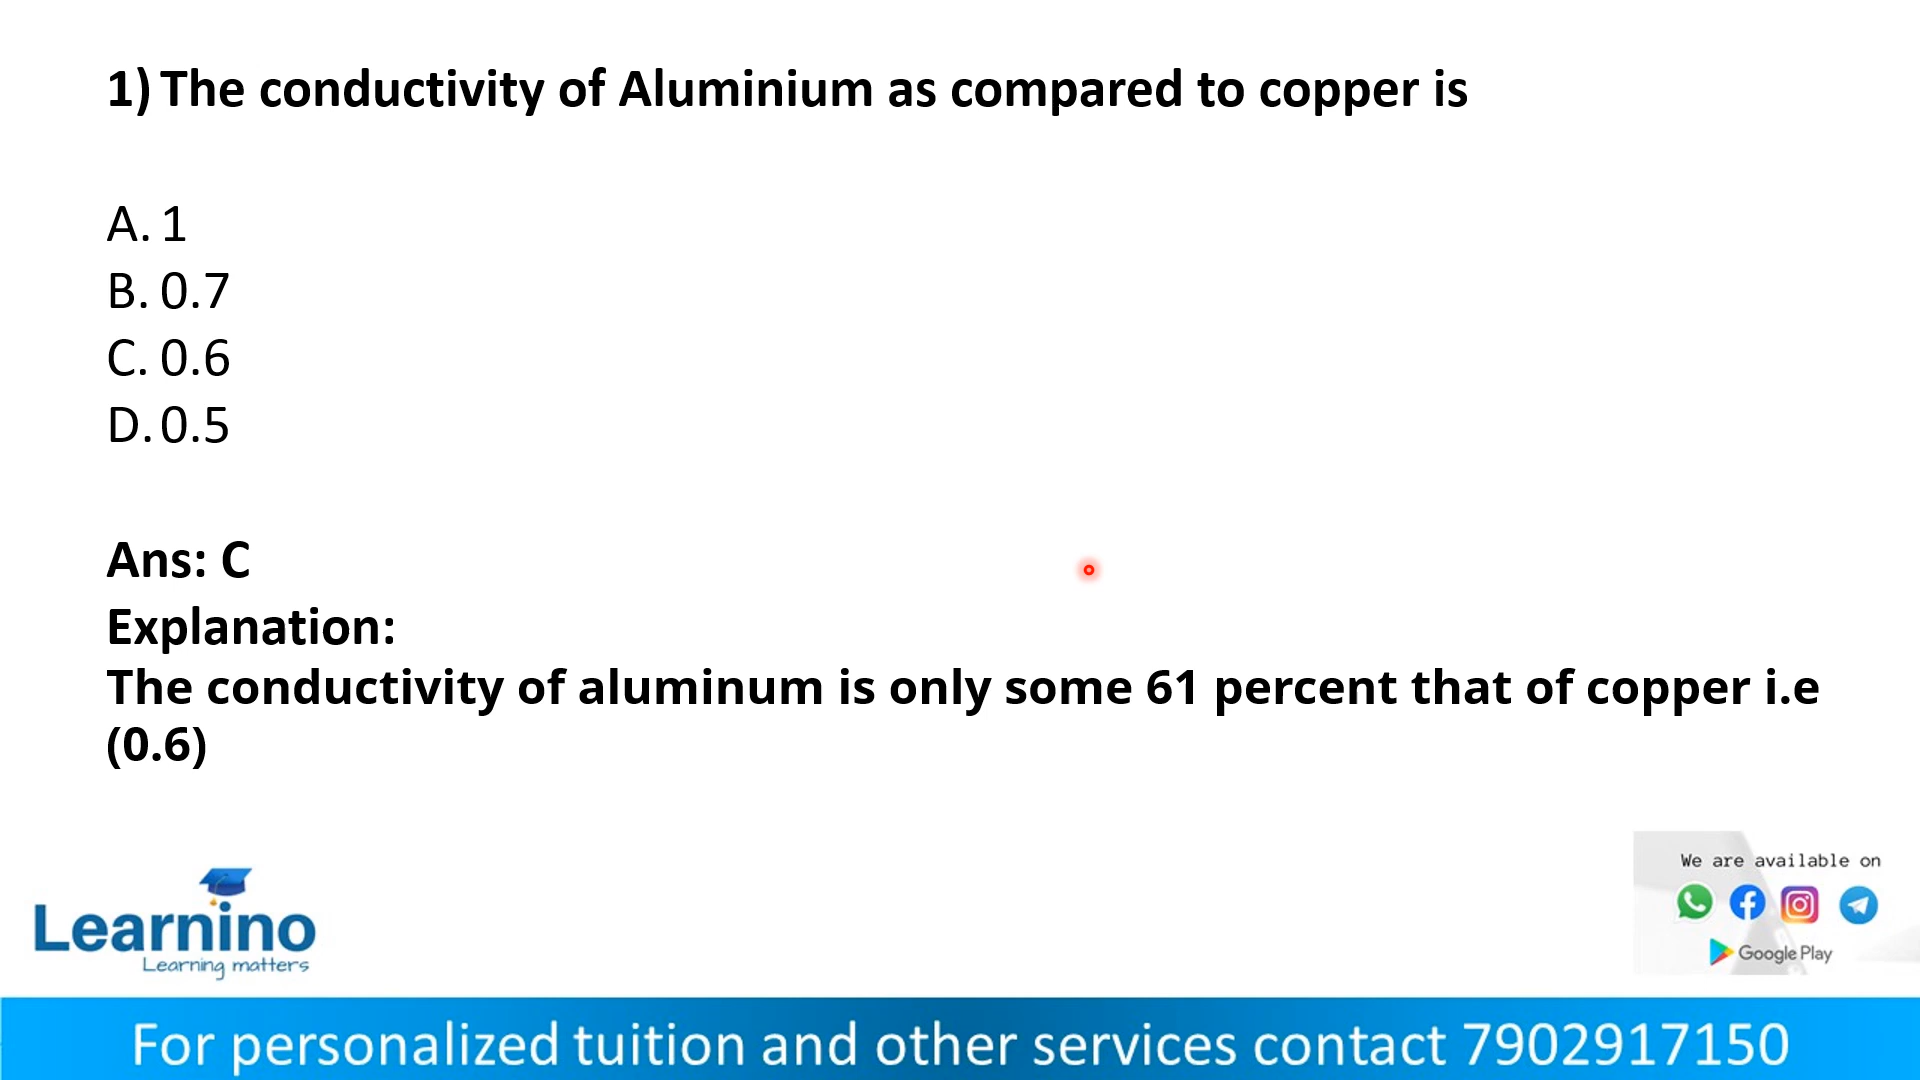 1) The conductivity of Aluminium as compared to copper is
A. 1
B. 0.7
C. 0.6
D. 0.5
Ans: C
Explanation:
The conductivity of aluminum is only some 61 percent that of copper i.e
(0.6)
We are available on
Learnino
Learning matters
Google Play
For personalized tuition and other services contact 7902917150